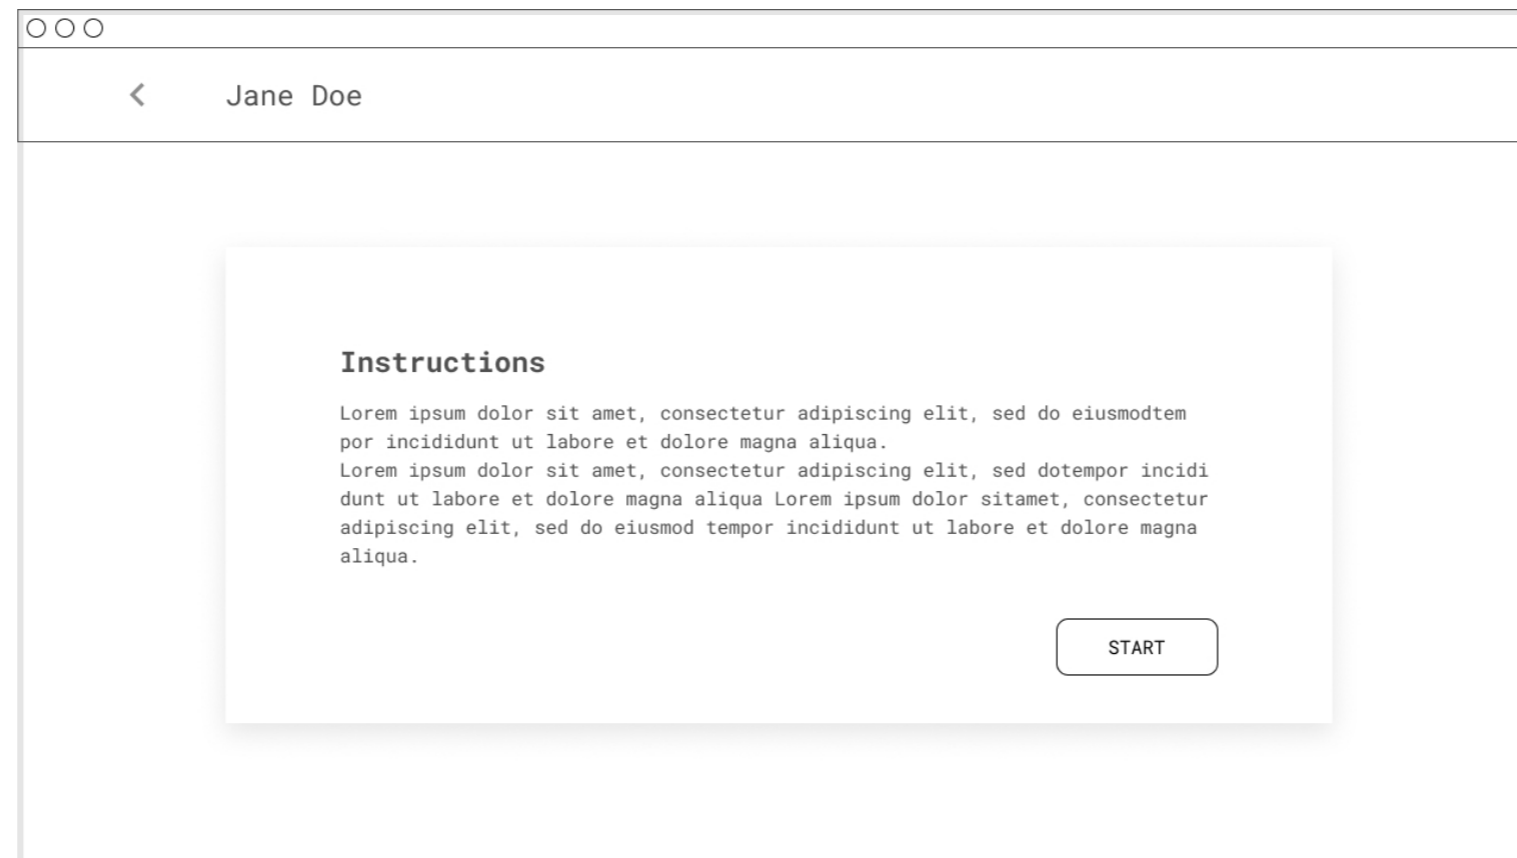 Jane Doe
Instructions
Lorem ipsum dolor sit amet, consectetur adipiscing elit, sed do eiusmodtem
por incididunt ut labore et dolore magna aliqua.
Lorem ipsum dolor sit amet, consectetur adipiscing elit, sed dotempor incidi
dunt ut labore et dolore magna aliqua Lorem ipsum dolor sitamet, consectetur
adipiscing elit, sed do eiusmod tempor incididunt ut labore et dolore magna
aliqua.
START